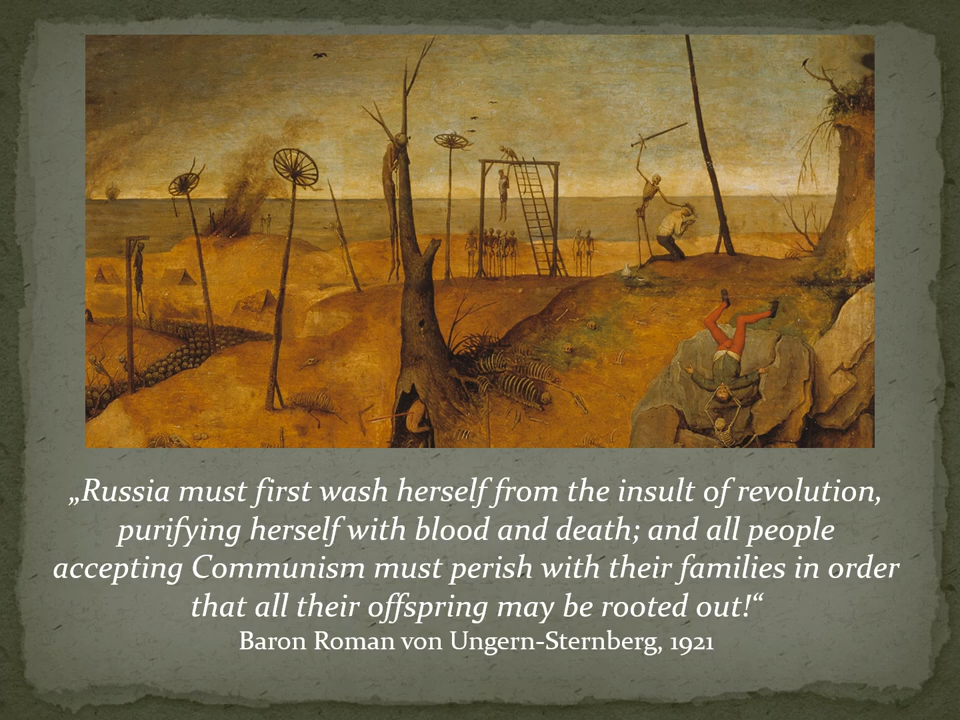 „Russia must first wash herself from the insult of revolution,
purifying herself with blood and death; and all people
accepting Communism must perish with their families in order
that all their offspring may be rooted out!“
Baron Roman von Ungern-Sternberg, 1921